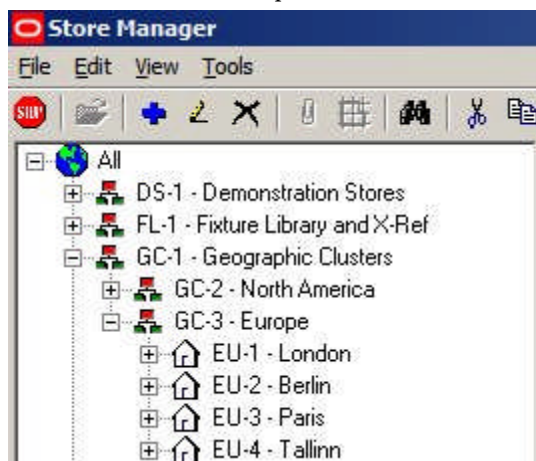 Store Manager
File Edit View Tools
STOP
All
DS-1 - Demonstration Stores
FL-1 - Fixture Library and X-Ref
GC-1 - Geographic Clusters
GC-2 - North America
GC-3 - Europe
EU-1 - London
EU-2 - Berlin
EU-3 - Paris
EU-4 - Tallinn